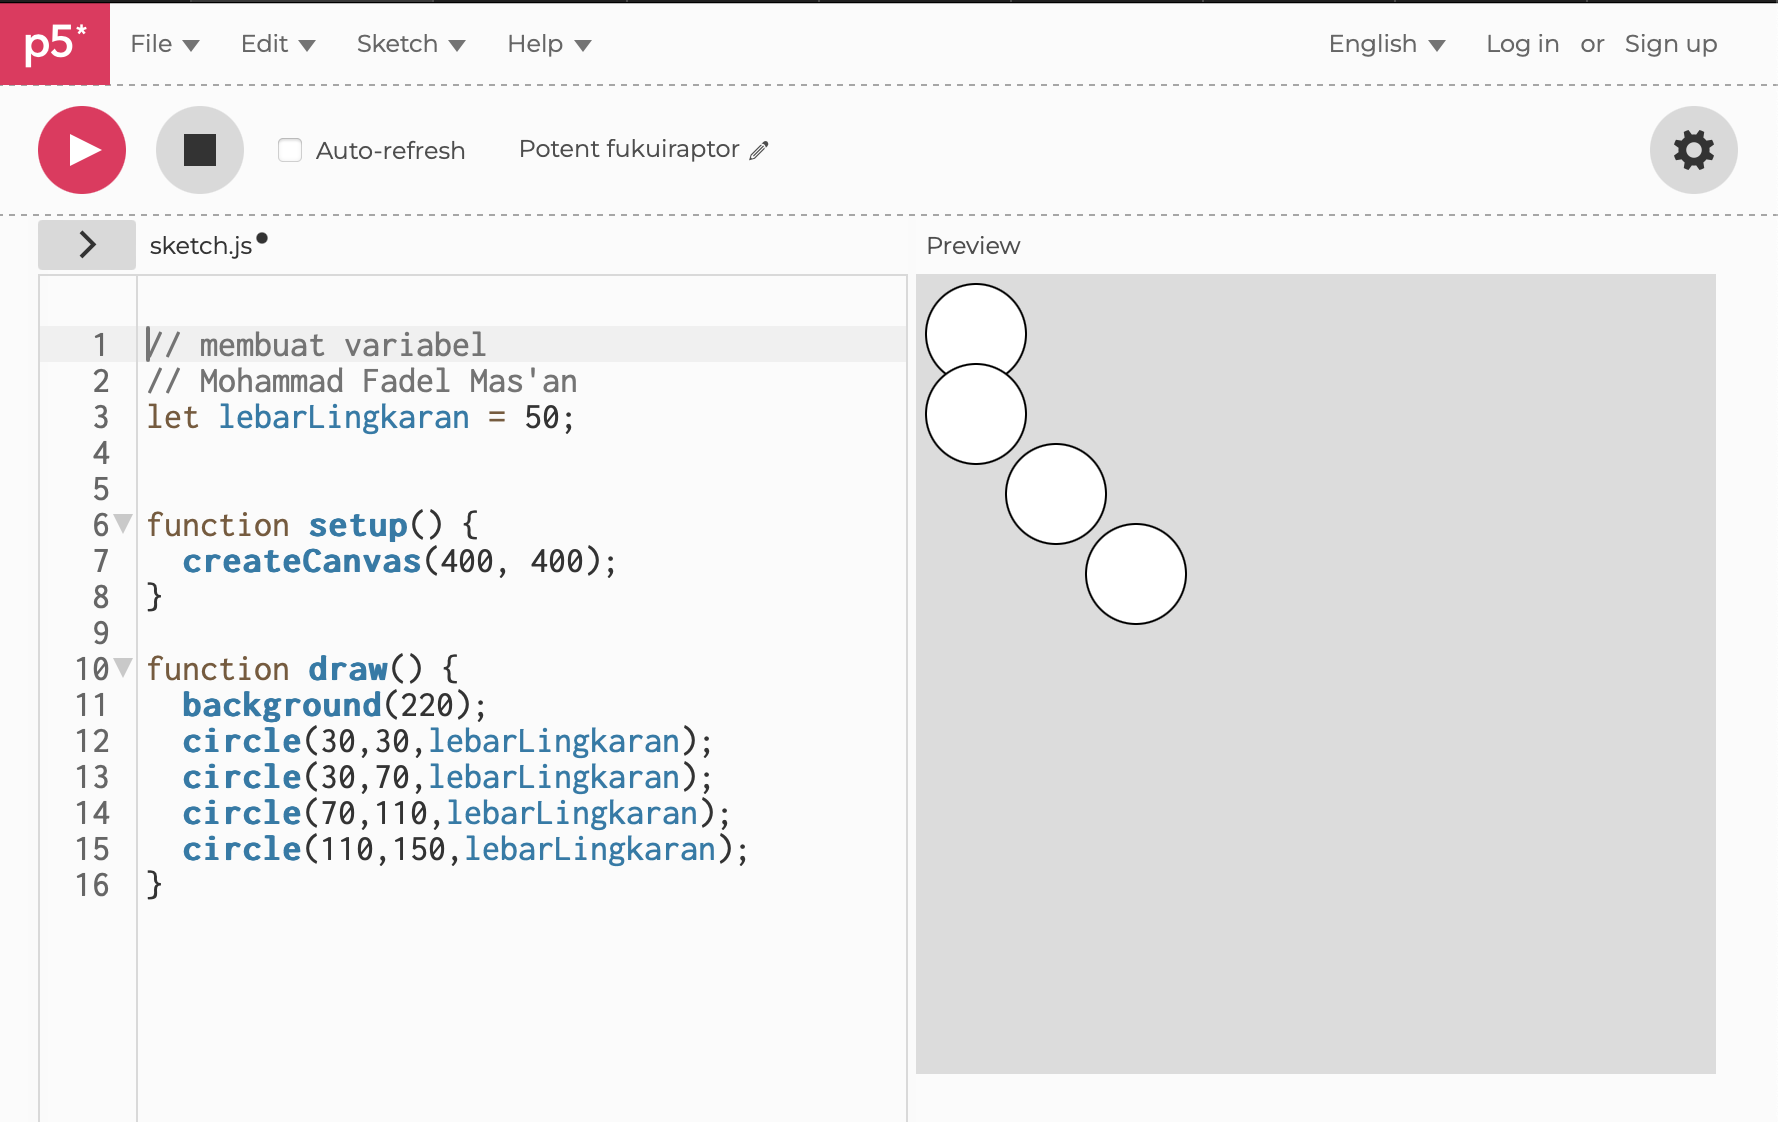 p5*
File Edit Sketch Help English Log in or Sign up
Auto-refresh Potent fukuiraptor
sketch.js
Preview
1 // membuat variabel
2 // Mohammad Fadel Mas'an
3 let lebarLingkaran = 50;
4
5
6 function setup() {
7 createCanvas(400, 400);
8 }
9
10 function draw() {
11 background(220);
12 circle(30,30,lebarLingkaran);
13 circle(30,70,lebarLingkaran);
14 circle(70,110,lebarLingkaran);
15 circle(110,150,lebarLingkaran);
16 }